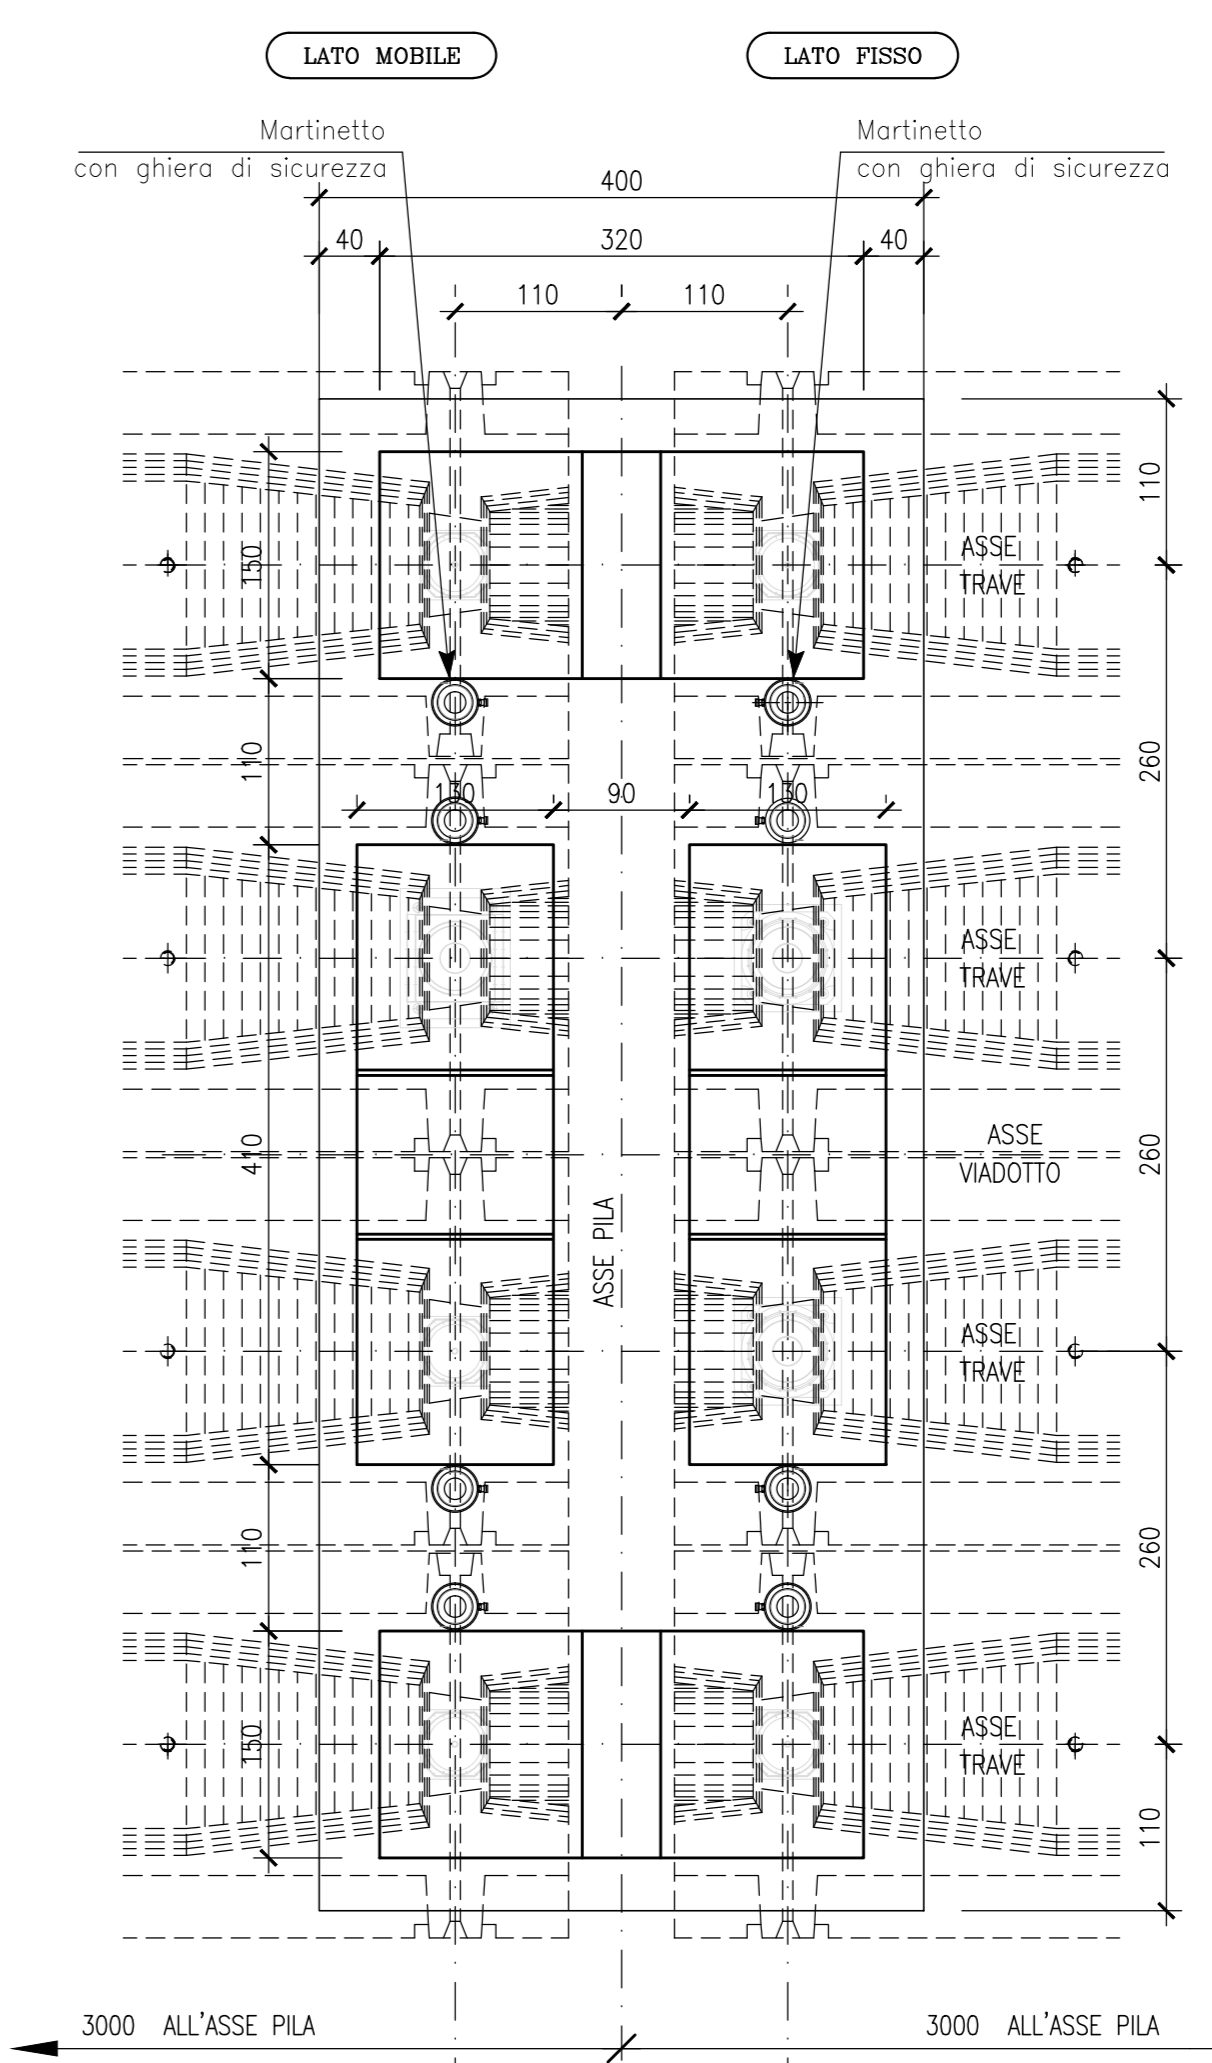 LATO MOBILE
LATO FISSO
Martinetto
con ghiera di sicurezza
Martinetto
con ghiera di sicurezza
400
40
320
40
110
110
110
150
ASSE
TRAVE
110
260
130
90
130
ASSE
TRAVE
410
ASSE
VIADOTTO
260
ASSE PILA
ASSE
TRAVE
110
260
150
ASSE
TRAVE
110
3000 ALL'ASSE PILA
3000 ALL'ASSE PILA